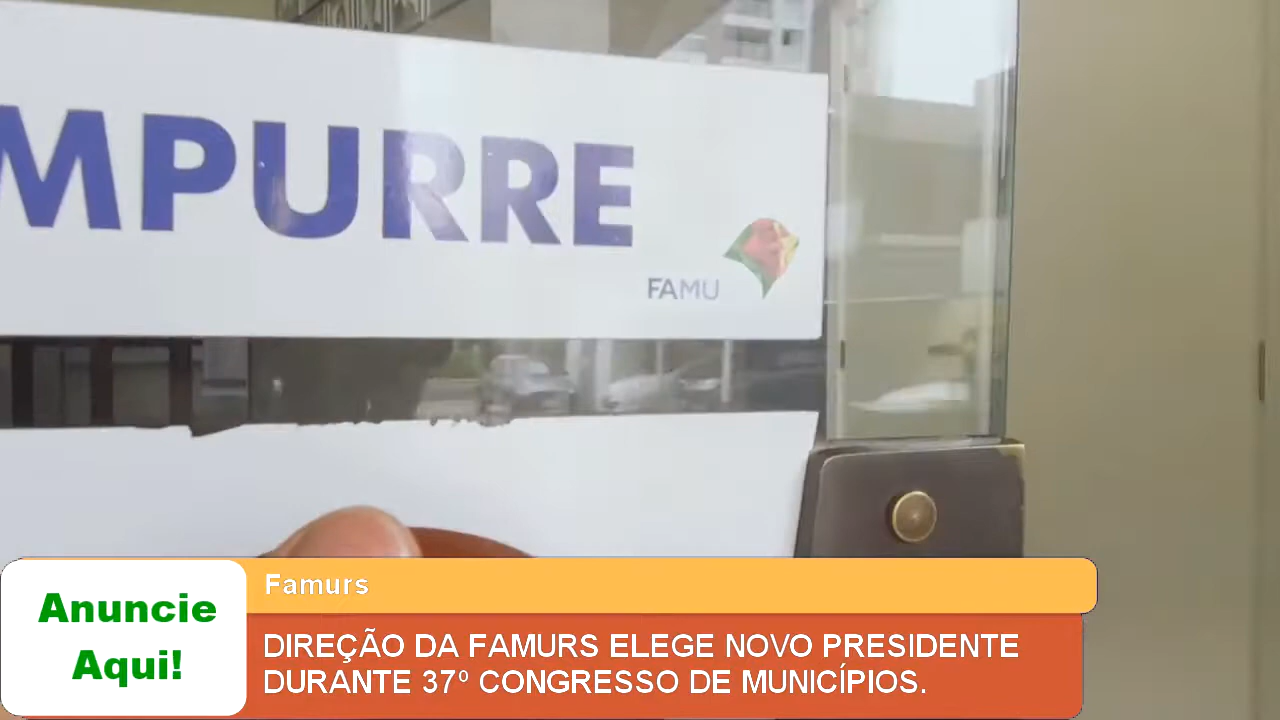 MPURRE
FAMU
Anuncie
Aqui!
Famurs
DIREÇÃO DA FAMURS ELEGE NOVO PRESIDENTE
DURANTE 37º CONGRESSO DE MUNICÍPIOS.